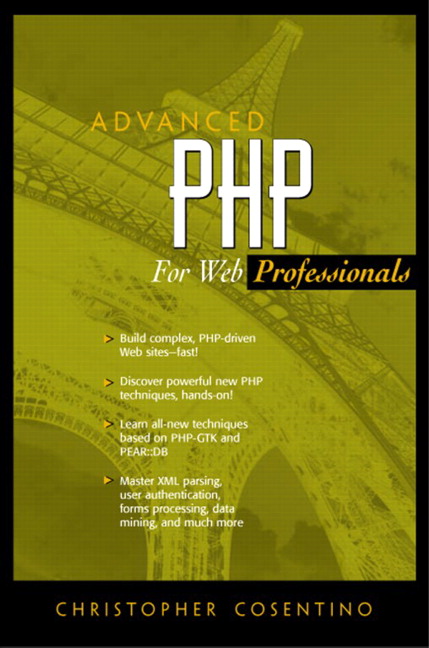 ADVANCED
PHP
For Web Professionals
> Build complex, PHP-driven
Web sites—fast!
> Discover powerful new PHP
techniques, hands-on!
> Learn all-new techniques
based on PHP-GTK and
PEAR::DB
> Master XML parsing,
user authentication,
forms processing, data
mining, and much more
CHRISTOPHER COSENTINO